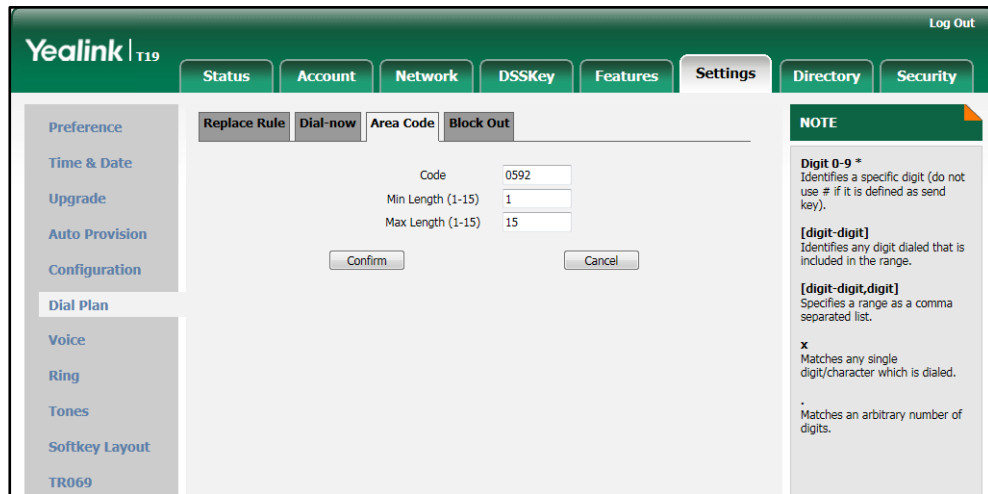 Log Out
Yealink T19
Status Account Network DSSKey Features Settings Directory Security
Preference
Time & Date
Upgrade
Auto Provision
Configuration
Dial Plan
Voice
Ring
Tones
Softkey Layout
TR069
Replace Rule Dial-now Area Code Block Out
Code 0592
Min Length (1-15) 1
Max Length (1-15) 15
Confirm Cancel
NOTE
Digit 0-9 *
Identifies a specific digit (do not
use # if it is defined as send
key).
[digit-digit]
Identifies any digit dialed that is
included in the range.
[digit-digit,digit]
Specifies a range as a comma
separated list.
x
Matches any single
digit/character which is dialed.
.
Matches an arbitrary number of
digits.